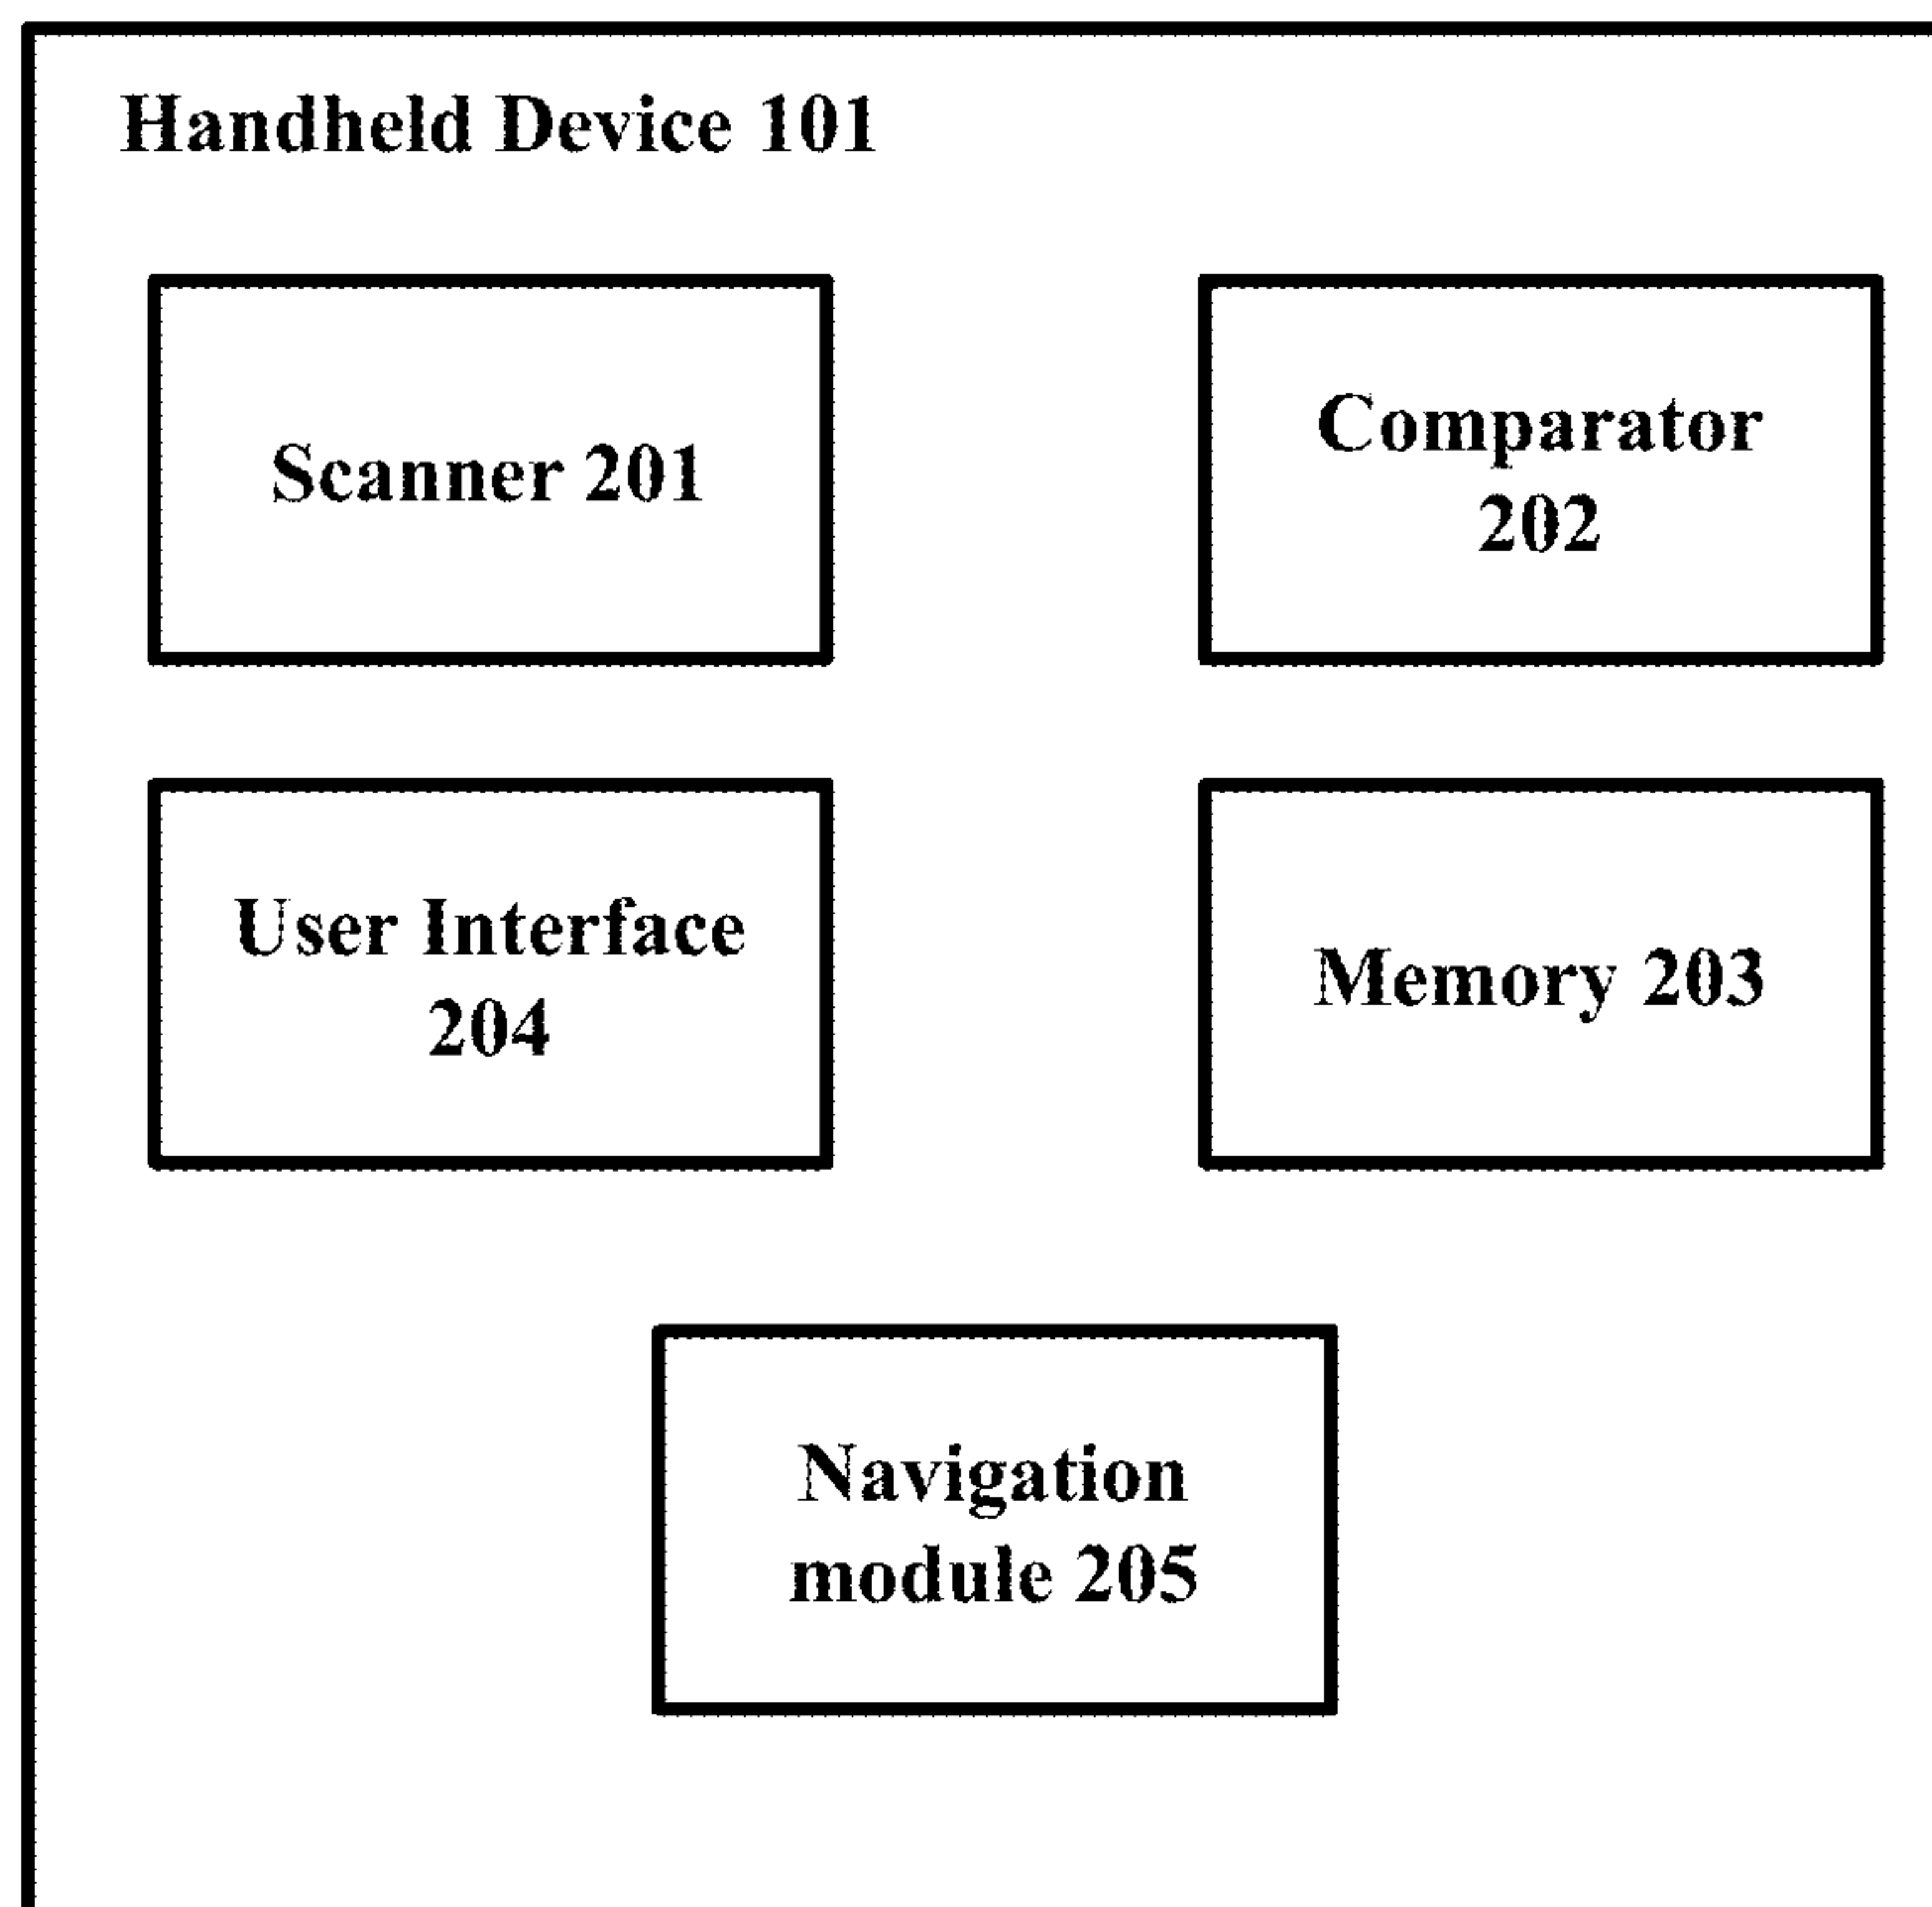 Handheld Device 101
Scanner 201
Comparator
202
User Interface
204
Memory 203
Navigation
module 205